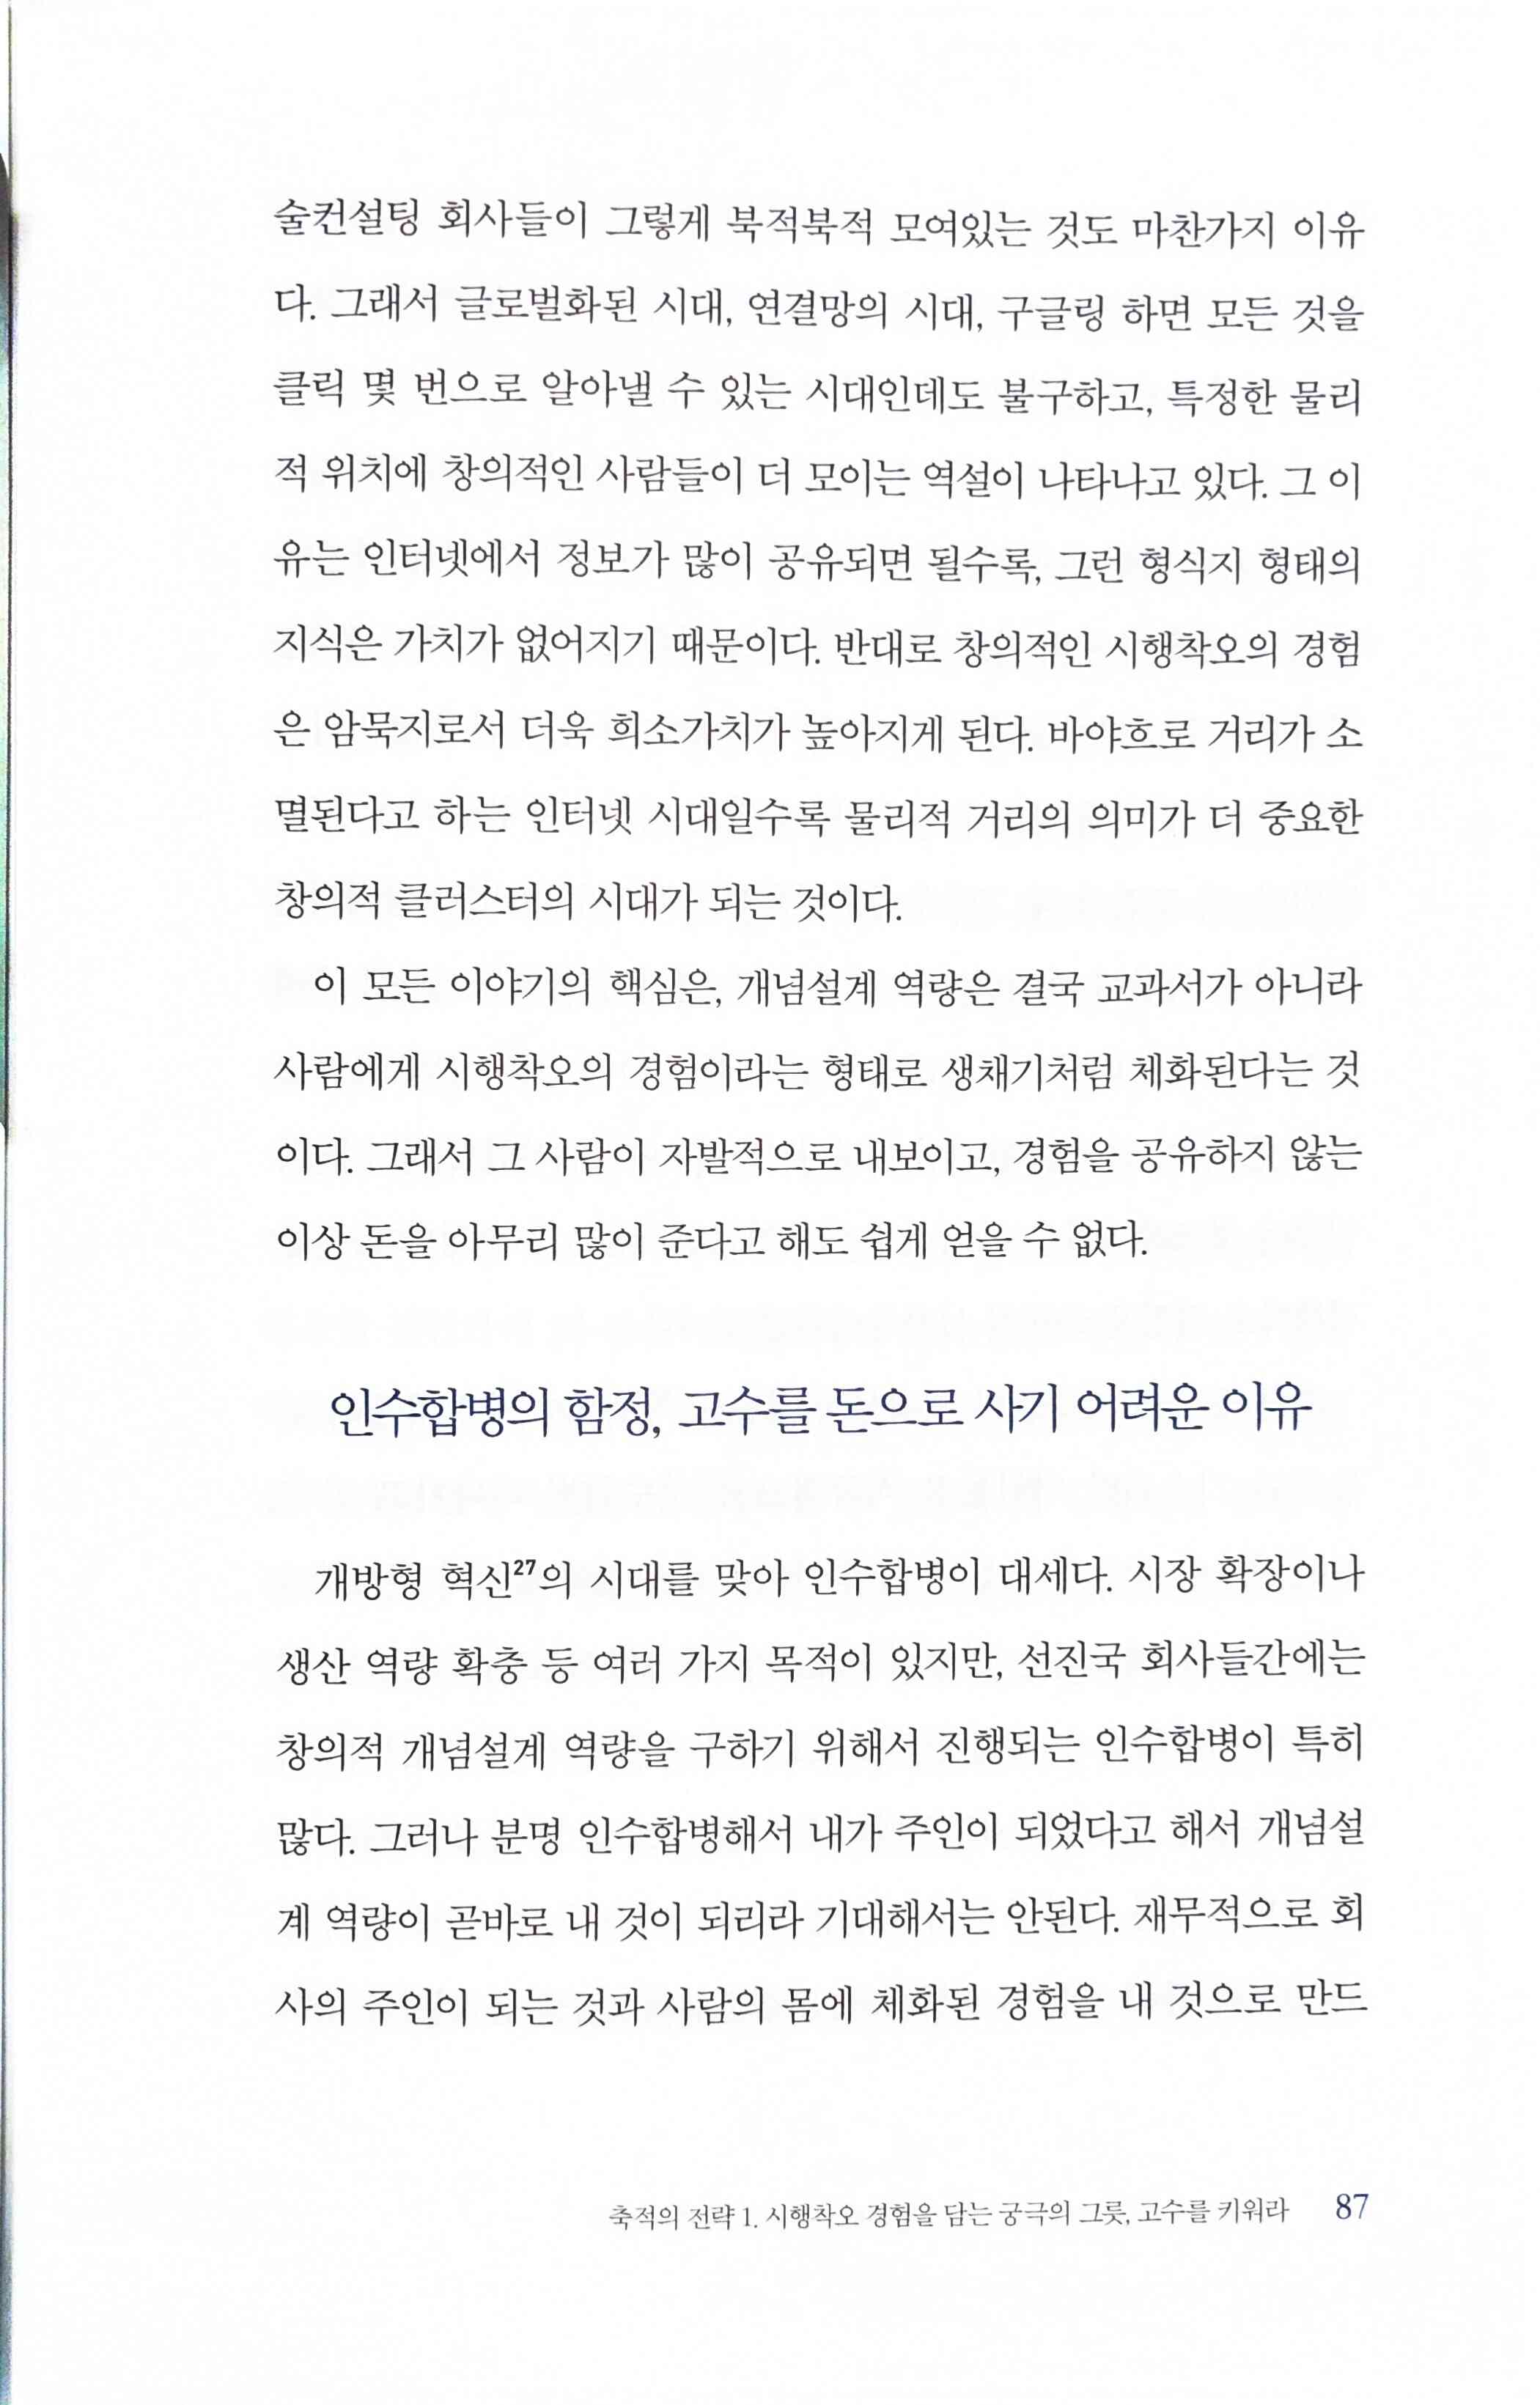 술컨설팅 회사들이 그렇게 북적북적 모여있는 것도 마찬가지 이유
다. 그래서 글로벌화된 시대, 연결망의 시대, 구글링 하면 모든 것을
클릭 몇 번으로 알아낼 수 있는 시대인데도 불구하고, 특정한 물리
적 위치에 창의적인 사람들이 더 모이는 역설이 나타나고 있다. 그 이
유는 인터넷에서 정보가 많이 공유되면 될수록, 그런 형식지 형태의
지식은 가치가 없어지기 때문이다. 반대로 창의적인 시행착오의 경험
은 암묵지로서 더욱 희소가치가 높아지게 된다. 바야흐로 거리가 소
멸된다고 하는 인터넷 시대일수록 물리적 거리의 의미가 더 중요한
창의적 클러스터의 시대가 되는 것이다.
이 모든 이야기의 핵심은, 개념설계 역량은 결국 교과서가 아니라
사람에게 시행착오의 경험이라는 형태로 생채기처럼 체화된다는 것
이다. 그래서 그 사람이 자발적으로 내보이고, 경험을 공유하지 않는
이상 돈을 아무리 많이 준다고 해도 쉽게 얻을 수 없다.
인수합병의 함정, 고수를 돈으로 사기 어려운 이유
개방형 혁신27의 시대를 맞아 인수합병이 대세다. 시장 확장이나
생산 역량 확충 등 여러 가지 목적이 있지만, 선진국 회사들간에는
창의적 개념설계 역량을 구하기 위해서 진행되는 인수합병이 특히
많다. 그러나 분명 인수합병해서 내가 주인이 되었다고 해서 개념설
계 역량이 곧바로 내 것이 되리라 기대해서는 안된다. 재무적으로 회
사의 주인이 되는 것과 사람의 몸에 체화된 경험을 내 것으로 만드
축적의 전략 1. 시행착오 경험을 담는 궁극의 그릇, 고수를 키워라 87